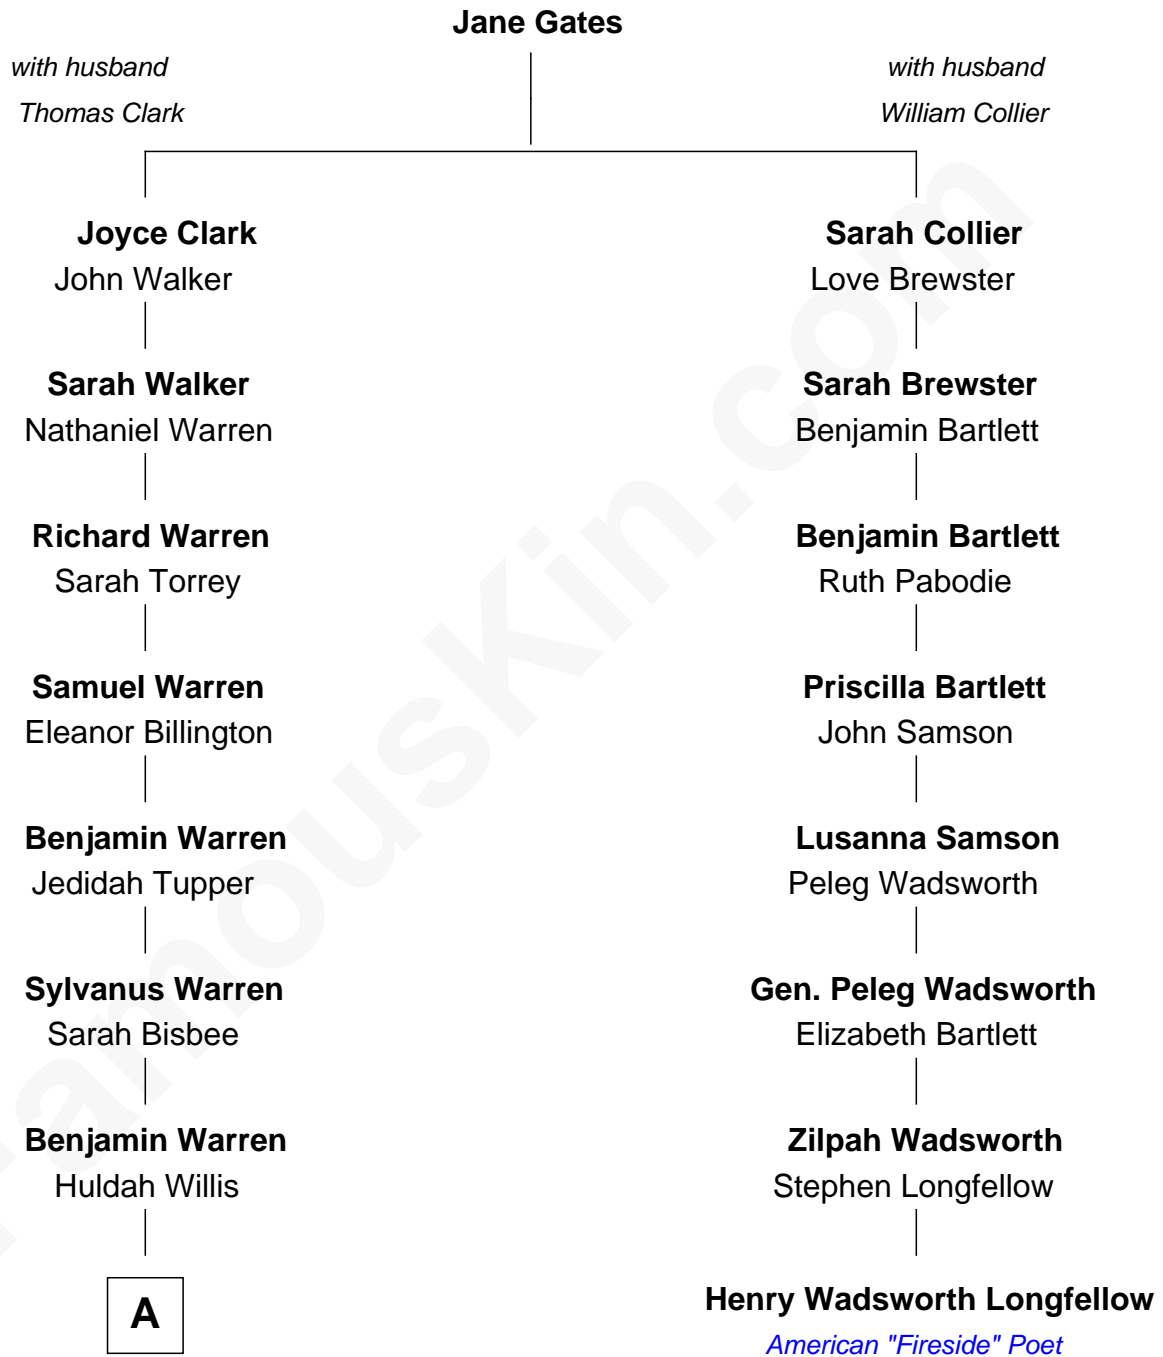 Jane Gates
with husband
Thomas Clark
with husband
William Collier
Joyce Clark
John Walker
Sarah Walker
Nathaniel Warren
Richard Warren
Sarah Torrey
Samuel Warren
Eleanor Billington
Benjamin Warren
Jedidah Tupper
Sylvanus Warren
Sarah Bisbee
Benjamin Warren
Huldah Willis
A
Sarah Collier
Love Brewster
Sarah Brewster
Benjamin Bartlett
Benjamin Bartlett
Ruth Pabodie
Priscilla Bartlett
John Samson
Lusanna Samson
Peleg Wadsworth
Gen. Peleg Wadsworth
Elizabeth Bartlett
Zilpah Wadsworth
Stephen Longfellow
Henry Wadsworth Longfellow
American "Fireside" Poet
FamousKin.com